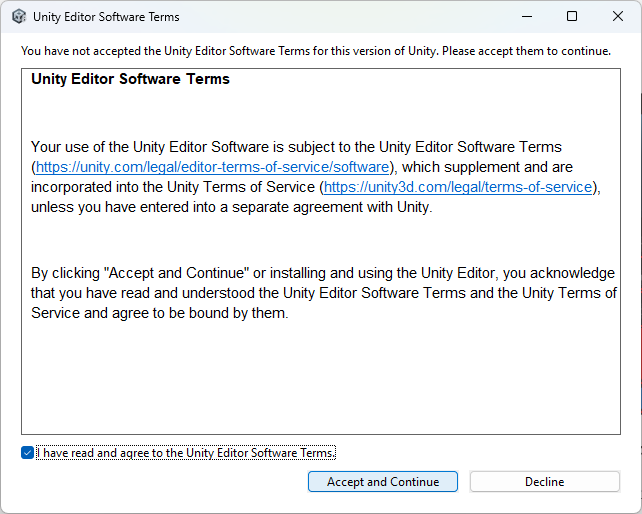 Unity Editor Software Terms
You have not accepted the Unity Editor Software Terms for this version of Unity. Please accept them to continue.
Unity Editor Software Terms
Your use of the Unity Editor Software is subject to the Unity Editor Software Terms
(https://unity.com/legal/editor-terms-of-service/software), which supplement and are
incorporated into the Unity Terms of Service (https://unity3d.com/legal/terms-of-service),
unless you have entered into a separate agreement with Unity.
By clicking "Accept and Continue" or installing and using the Unity Editor, you acknowledge
that you have read and understood the Unity Editor Software Terms and the Unity Terms of
Service and agree to be bound by them.
I have read and agree to the Unity Editor Software Terms.
Accept and Continue
Decline